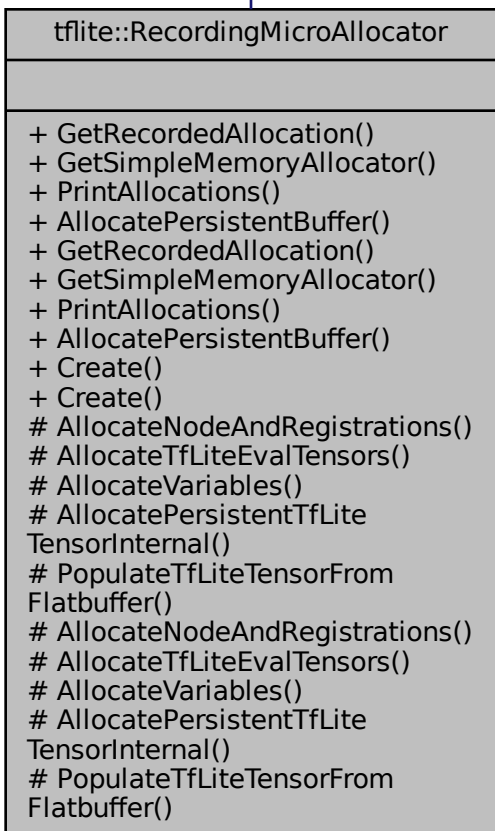 tflite::RecordingMicroAllocator
+ GetRecordedAllocation()
+ GetSimpleMemoryAllocator()
+ PrintAllocations()
+ AllocatePersistentBuffer()
+ GetRecordedAllocation()
+ GetSimpleMemoryAllocator()
+ PrintAllocations()
+ AllocatePersistentBuffer()
+ Create()
+ Create()
# AllocateNodeAndRegistrations()
# AllocateTfLiteEvalTensors()
# AllocateVariables()
# AllocatePersistentTfLite
TensorInternal()
# PopulateTfLiteTensorFrom
Flatbuffer()
# AllocateNodeAndRegistrations()
# AllocateTfLiteEvalTensors()
# AllocateVariables()
# AllocatePersistentTfLite
TensorInternal()
# PopulateTfLiteTensorFrom
Flatbuffer()